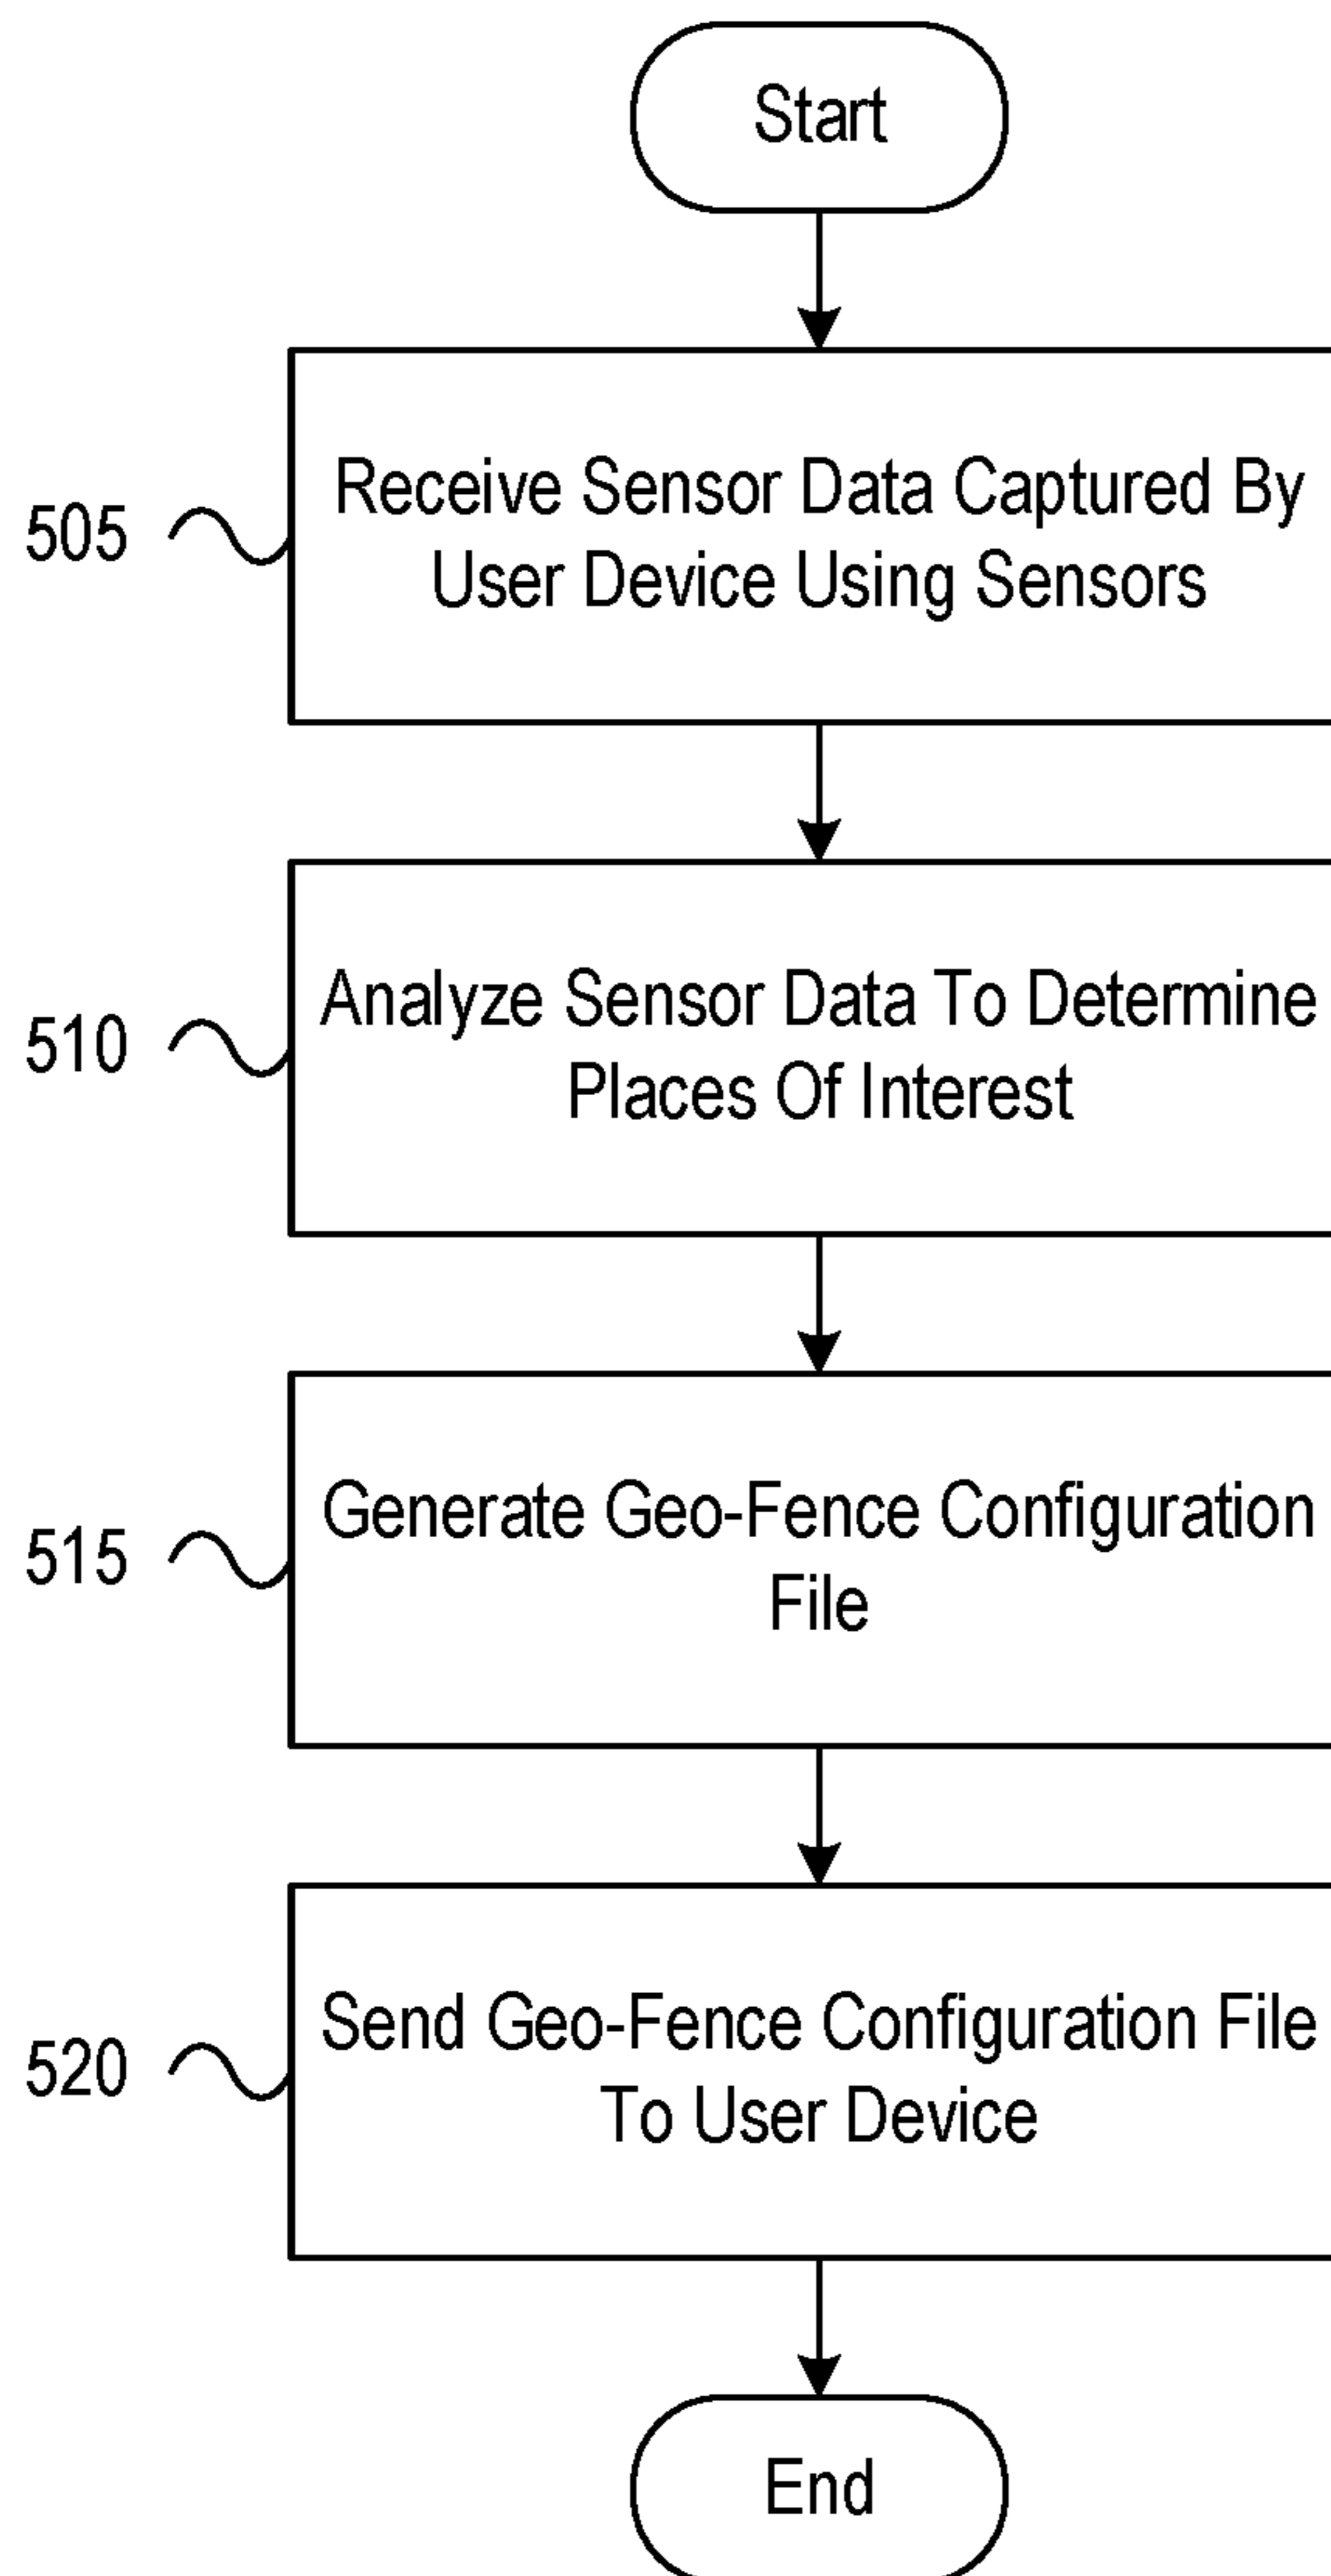 Start
505
Receive Sensor Data Captured By
User Device Using Sensors
510
Analyze Sensor Data To Determine
Places Of Interest
515
Generate Geo-Fence Configuration
File
520
Send Geo-Fence Configuration File
To User Device
End